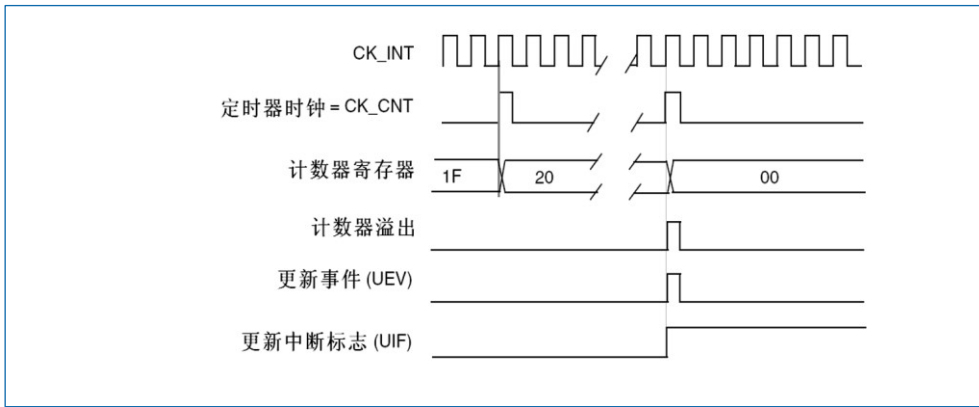 CK_INT
定时器时钟 = CK_CNT
计数器寄存器 1F 20 00
计数器溢出
更新事件 (UEV)
更新中断标志 (UIF)